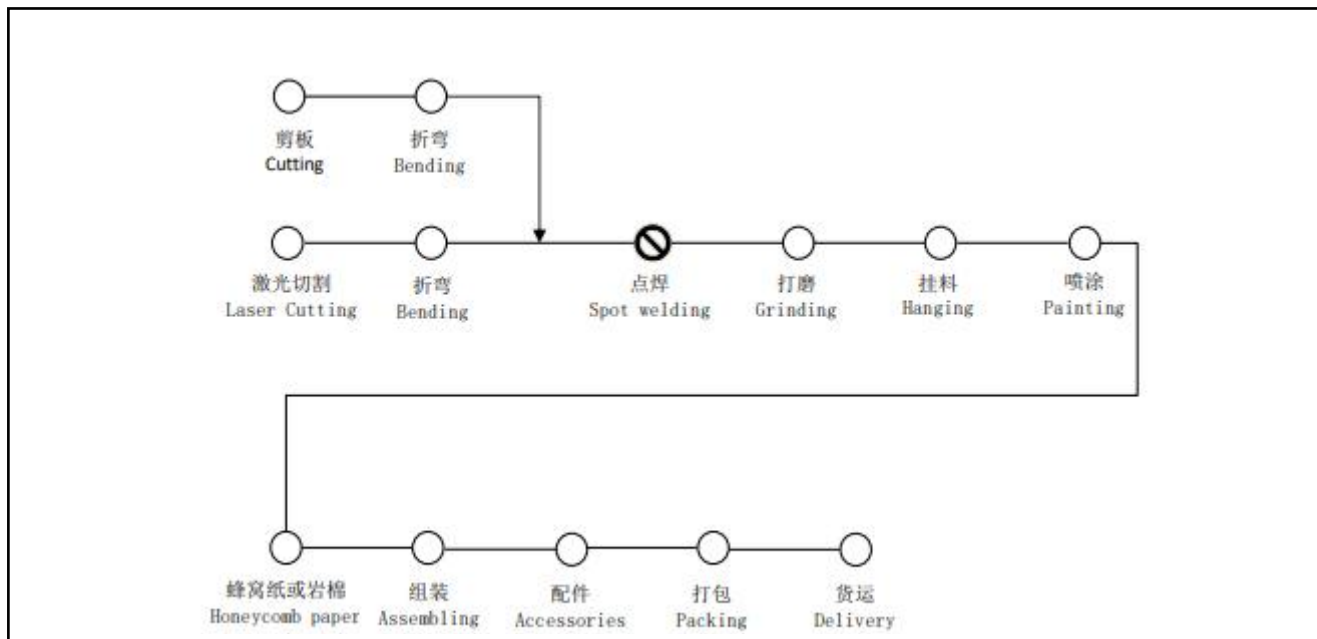 剪板
Cutting
折弯
Bending
激光切割
Laser Cutting
折弯
Bending
点焊
Spot welding
打磨
Grinding
挂料
Hanging
喷涂
Painting
蜂窝纸或岩棉
Honeycomb paper
组装
Assembling
配件
Accessories
打包
Packing
货运
Delivery